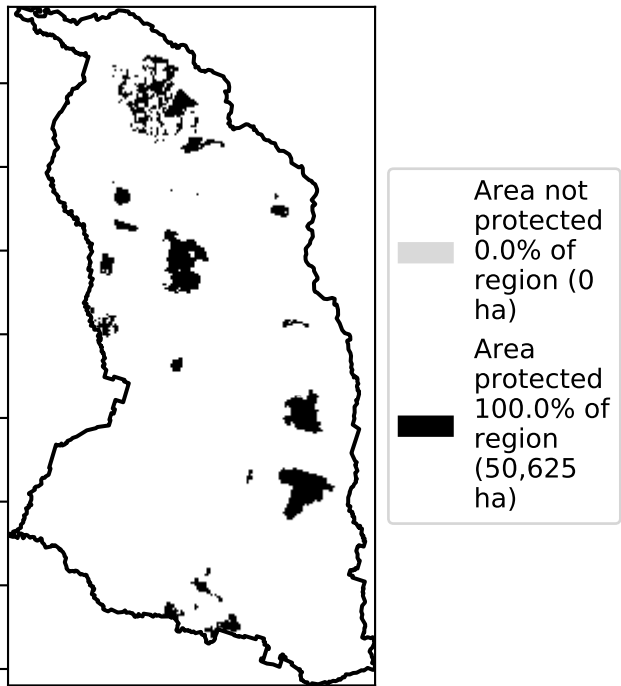 Area not
protected
0.0% of
region (0
ha)
Area
protected
100.0% of
region
(50,625
ha)